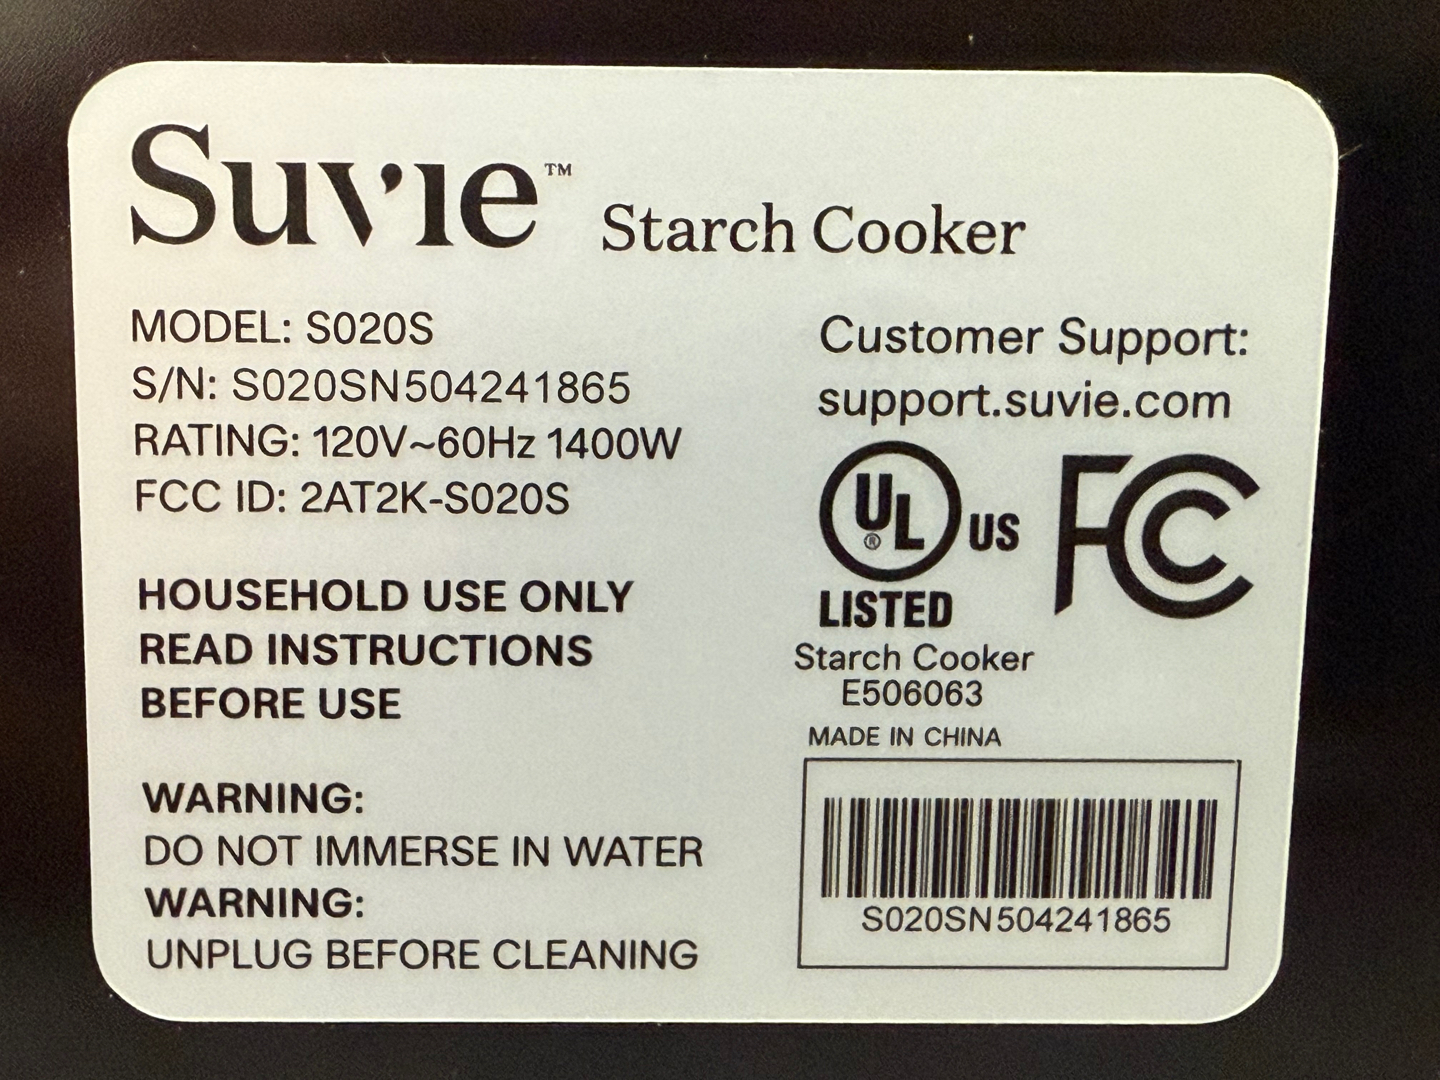 Suvie™ Starch Cooker
MODEL: S020S
S/N: S020SN504241865
RATING: 120V~60Hz 1400W
FCC ID: 2AT2K-S020S
HOUSEHOLD USE ONLY
READ INSTRUCTIONS
BEFORE USE
WARNING:
DO NOT IMMERSE IN WATER
WARNING:
UNPLUG BEFORE CLEANING
Customer Support:
support.suvie.com
UL® US FCC
LISTED
Starch Cooker
E506063
MADE IN CHINA
S020SN504241865